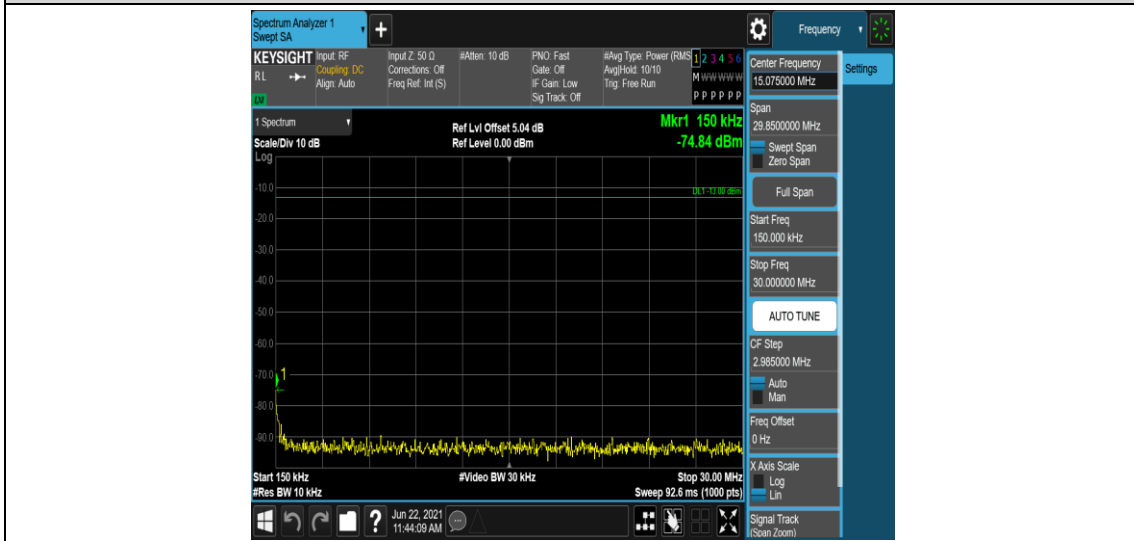 Spectrum Analyzer 1
Swept SA
+
Frequency
KEYSIGHT
RL
LXI
Input: RF
Coupling: DC
Align: Auto
Input Z: 50 Ω
Corrections: Off
Freq Ref: Int (S)
#Atten: 10 dB
PNO: Fast
Gate: Off
IF Gain: Low
Sig Track: Off
#Avg Type: Power (RMS
Avg|Hold: 10/10
Trig: Free Run
1 2 3 4 5 6
M W W W W W
P P P P P P
1 Spectrum
Scale/Div 10 dB
Log
Ref Lvl Offset 5.04 dB
Ref Level 0.00 dBm
Mkr1 150 kHz
-74.84 dBm
DL1 -13.00 dBm
-10.0
-20.0
-30.0
-40.0
-50.0
-60.0
-70.0
1
-80.0
-90.0
Start 150 kHz
#Video BW 30 kHz
Stop 30.00 MHz
#Res BW 10 kHz
Sweep 92.6 ms (1000 pts)
Center Frequency
15.075000 MHz
Settings
Span
29.8500000 MHz
Swept Span
Zero Span
Full Span
Start Freq
150.000 kHz
Stop Freq
30.000000 MHz
AUTO TUNE
CF Step
2.985000 MHz
Auto
Man
Freq Offset
0 Hz
X Axis Scale
Log
Lin
Signal Track
(Span Zoom)
?
Jun 22, 2021
11:44:09 AM